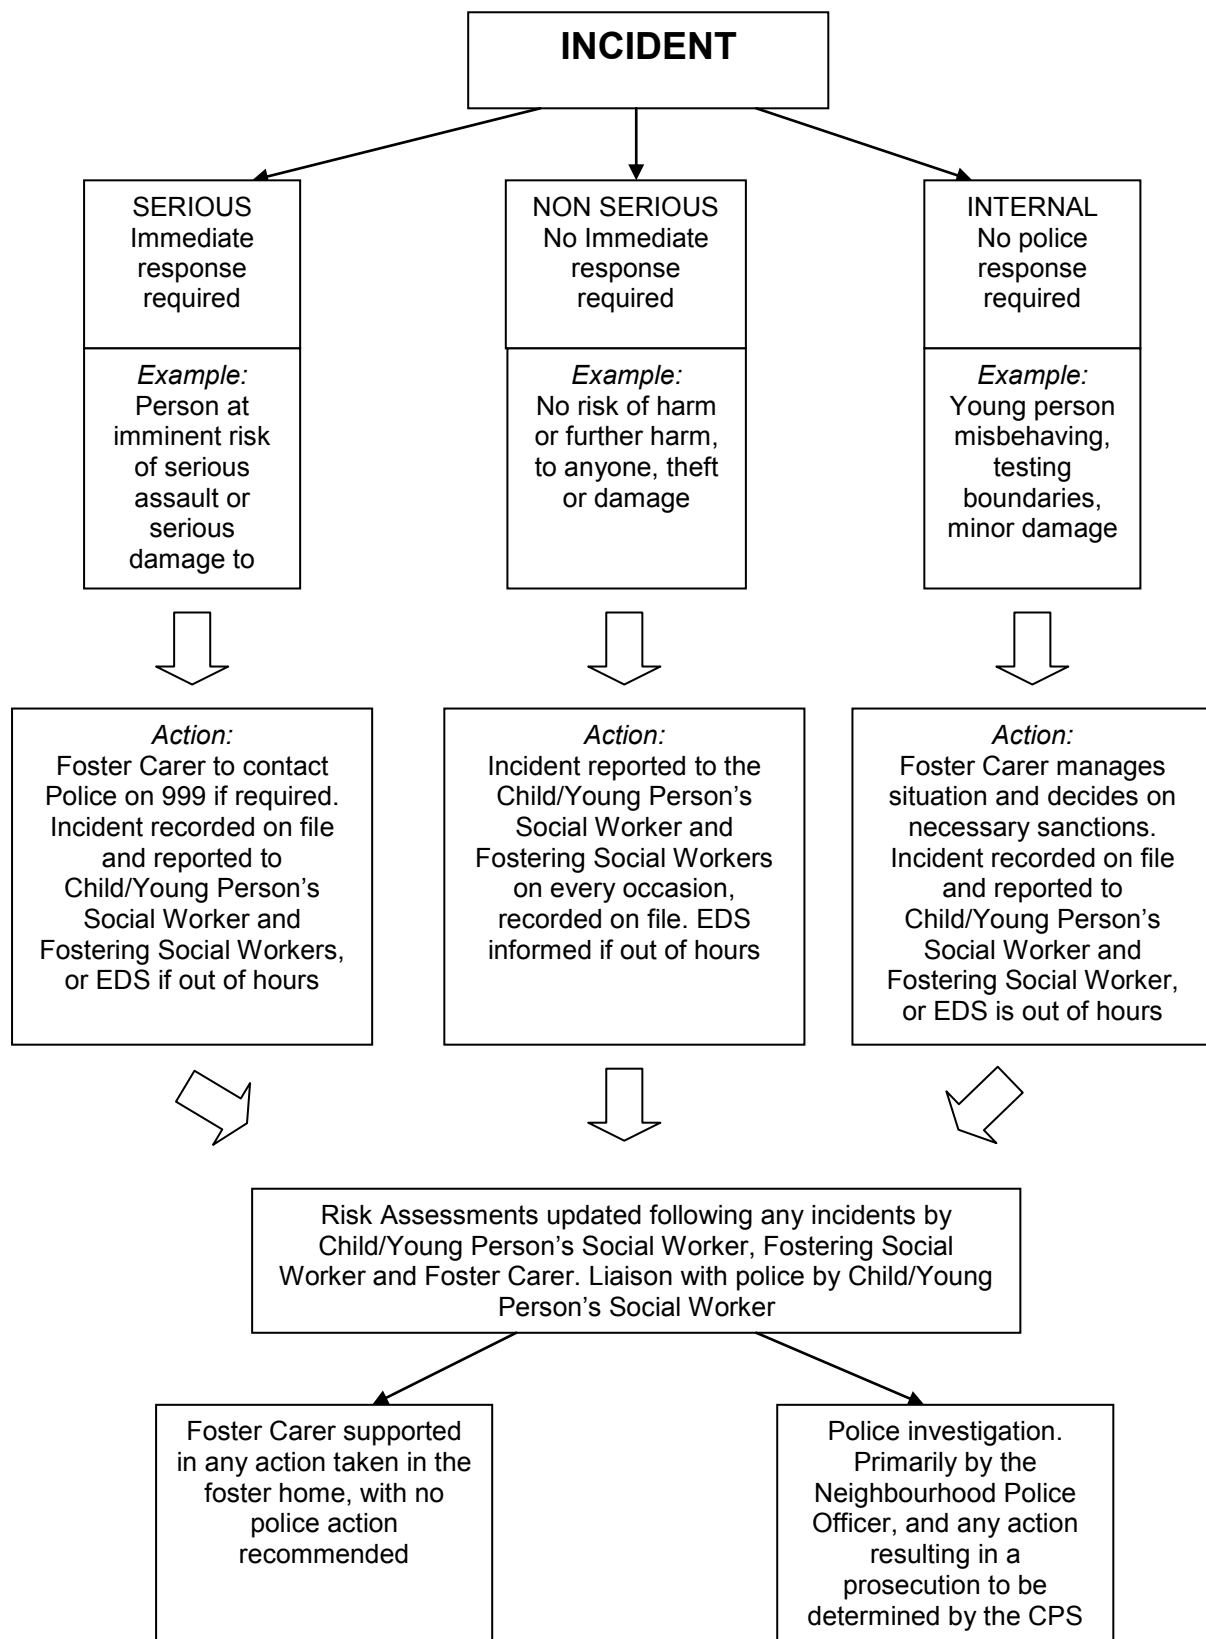 INCIDENT
SERIOUS
Immediate
response
required
Example:
Person at
imminent risk
of serious
assault or
serious
damage to
Action:
Foster Carer to contact
Police on 999 if required.
Incident recorded on file
and reported to
Child/Young Person’s
Social Worker and
Fostering Social Workers,
or EDS if out of hours
NON SERIOUS
No Immediate
response
required
Example:
No risk of harm
or further harm,
to anyone, theft
or damage
Action:
Incident reported to the
Child/Young Person’s
Social Worker and
Fostering Social Workers
on every occasion,
recorded on file. EDS
informed if out of hours
INTERNAL
No police
response
required
Example:
Young person
misbehaving,
testing
boundaries,
minor damage
Action:
Foster Carer manages
situation and decides on
necessary sanctions.
Incident recorded on file
and reported to
Child/Young Person’s
Social Worker and
Fostering Social Worker,
or EDS is out of hours
Risk Assessments updated following any incidents by
Child/Young Person’s Social Worker, Fostering Social
Worker and Foster Carer. Liaison with police by Child/Young
Person’s Social Worker
Foster Carer supported
in any action taken in the
foster home, with no
police action
recommended
Police investigation.
Primarily by the
Neighbourhood Police
Officer, and any action
resulting in a
prosecution to be
determined by the CPS